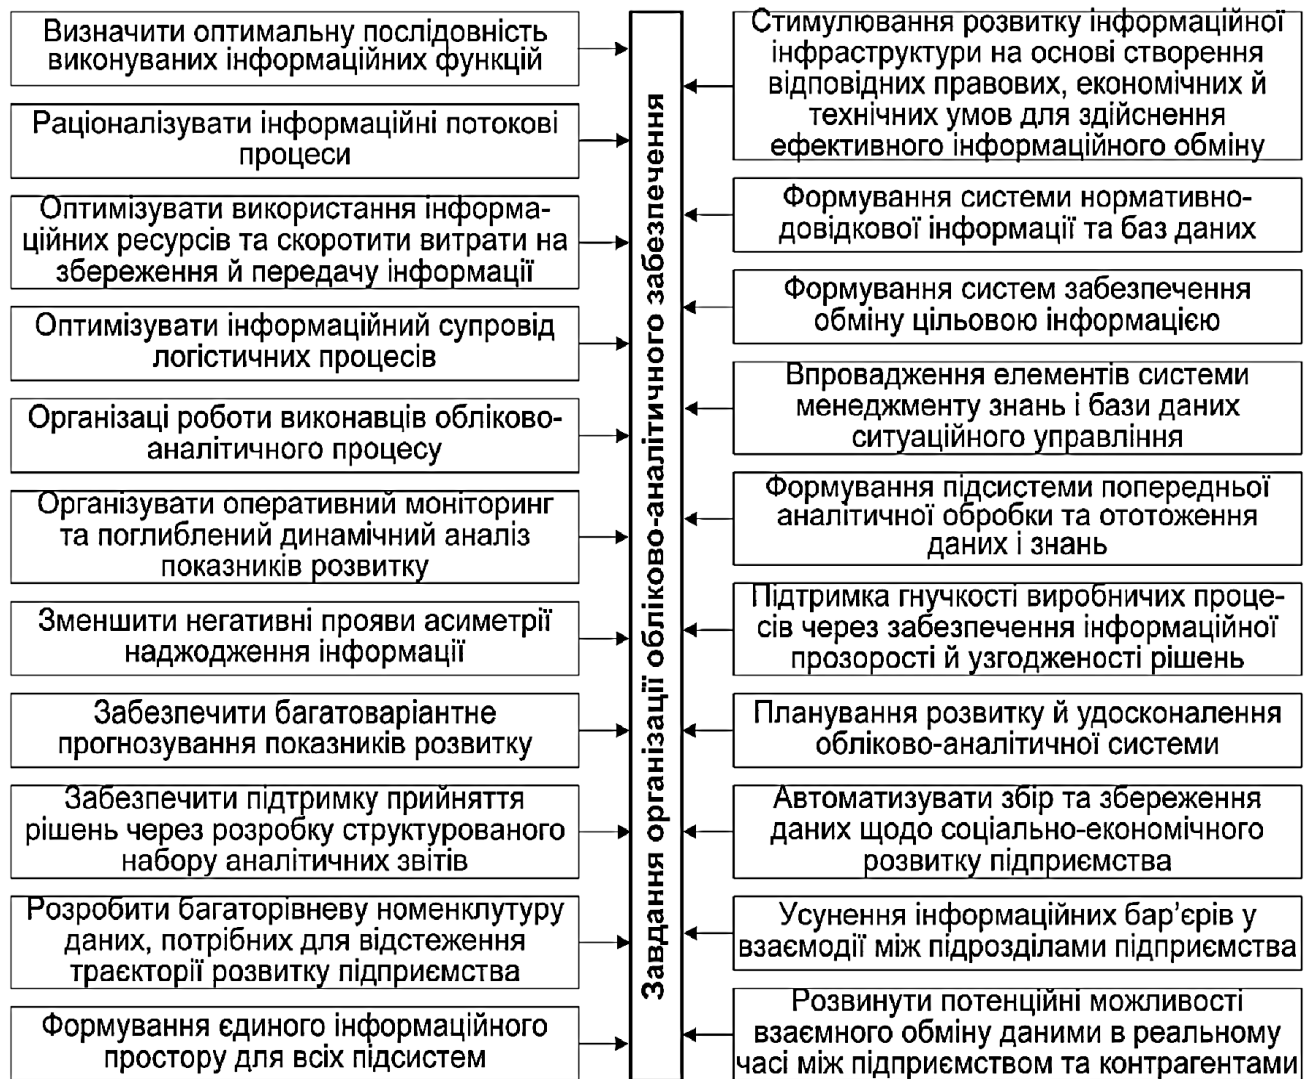 Визначити оптимальну послідовність
виконуваних інформаційних функцій
Раціоналізувати інформаційні потокові
процеси
Оптимізувати використання інформа-
ційних ресурсів та скоротити витрати на
збереження й передачу інформації
Оптимізувати інформаційний супровід
логістичних процесів
Організаці роботи виконавців обліково-
аналітичного процесу
Організувати оперативний моніторинг
та поглиблений динамічний аналіз
показників розвитку
Зменшити негативні прояви асиметрії
наджодження інформації
Забезпечити багатоваріантне
прогнозування показників розвитку
Забезпечити підтримку прийняття
рішень через розробку структурованого
набору аналітичних звітів
Розробити багаторівневу номенклутуру
даних, потрібних для відстеження
траєкторії розвитку підприємства
Формування єдиного інформаційного
простору для всіх підсистем
Завдання організації обліково-аналітичного забезпечення
Стимулювання розвитку інформаційної
інфраструктури на основі створення
відповідних правових, економічних й
технічних умов для здійснення
ефективного інформаційного обміну
Формування системи нормативно-
довідкової інформації та баз даних
Формування систем забезпечення
обміну цільовою інформацією
Впровадження елементів системи
менеджменту знань і бази даних
ситуаційного управління
Формування підсистеми попередньої
аналітичної обробки та ототоження
даних і знань
Підтримка гнучкості виробничих проце-
сів через забезпечення інформаційної
прозорості й узгодженості рішень
Планування розвитку й удосконалення
обліково-аналітичної системи
Автоматизувати збір та збереження
даних щодо соціально-економічного
розвитку підприємства
Усунення інформаційних бар’єрів у
взаємодії між підрозділами підприємства
Розвинути потенційні можливості
взаємного обміну даними в реальному
часі між підприємством та контрагентами